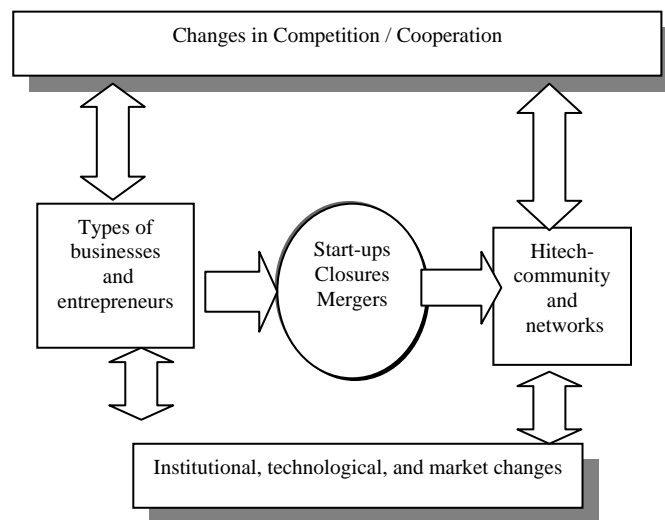 Changes in Competition / Cooperation
Types of
businesses
and
entrepreneurs
Start-ups
Closures
Mergers
Hitech-
community
and
networks
Institutional, technological, and market changes